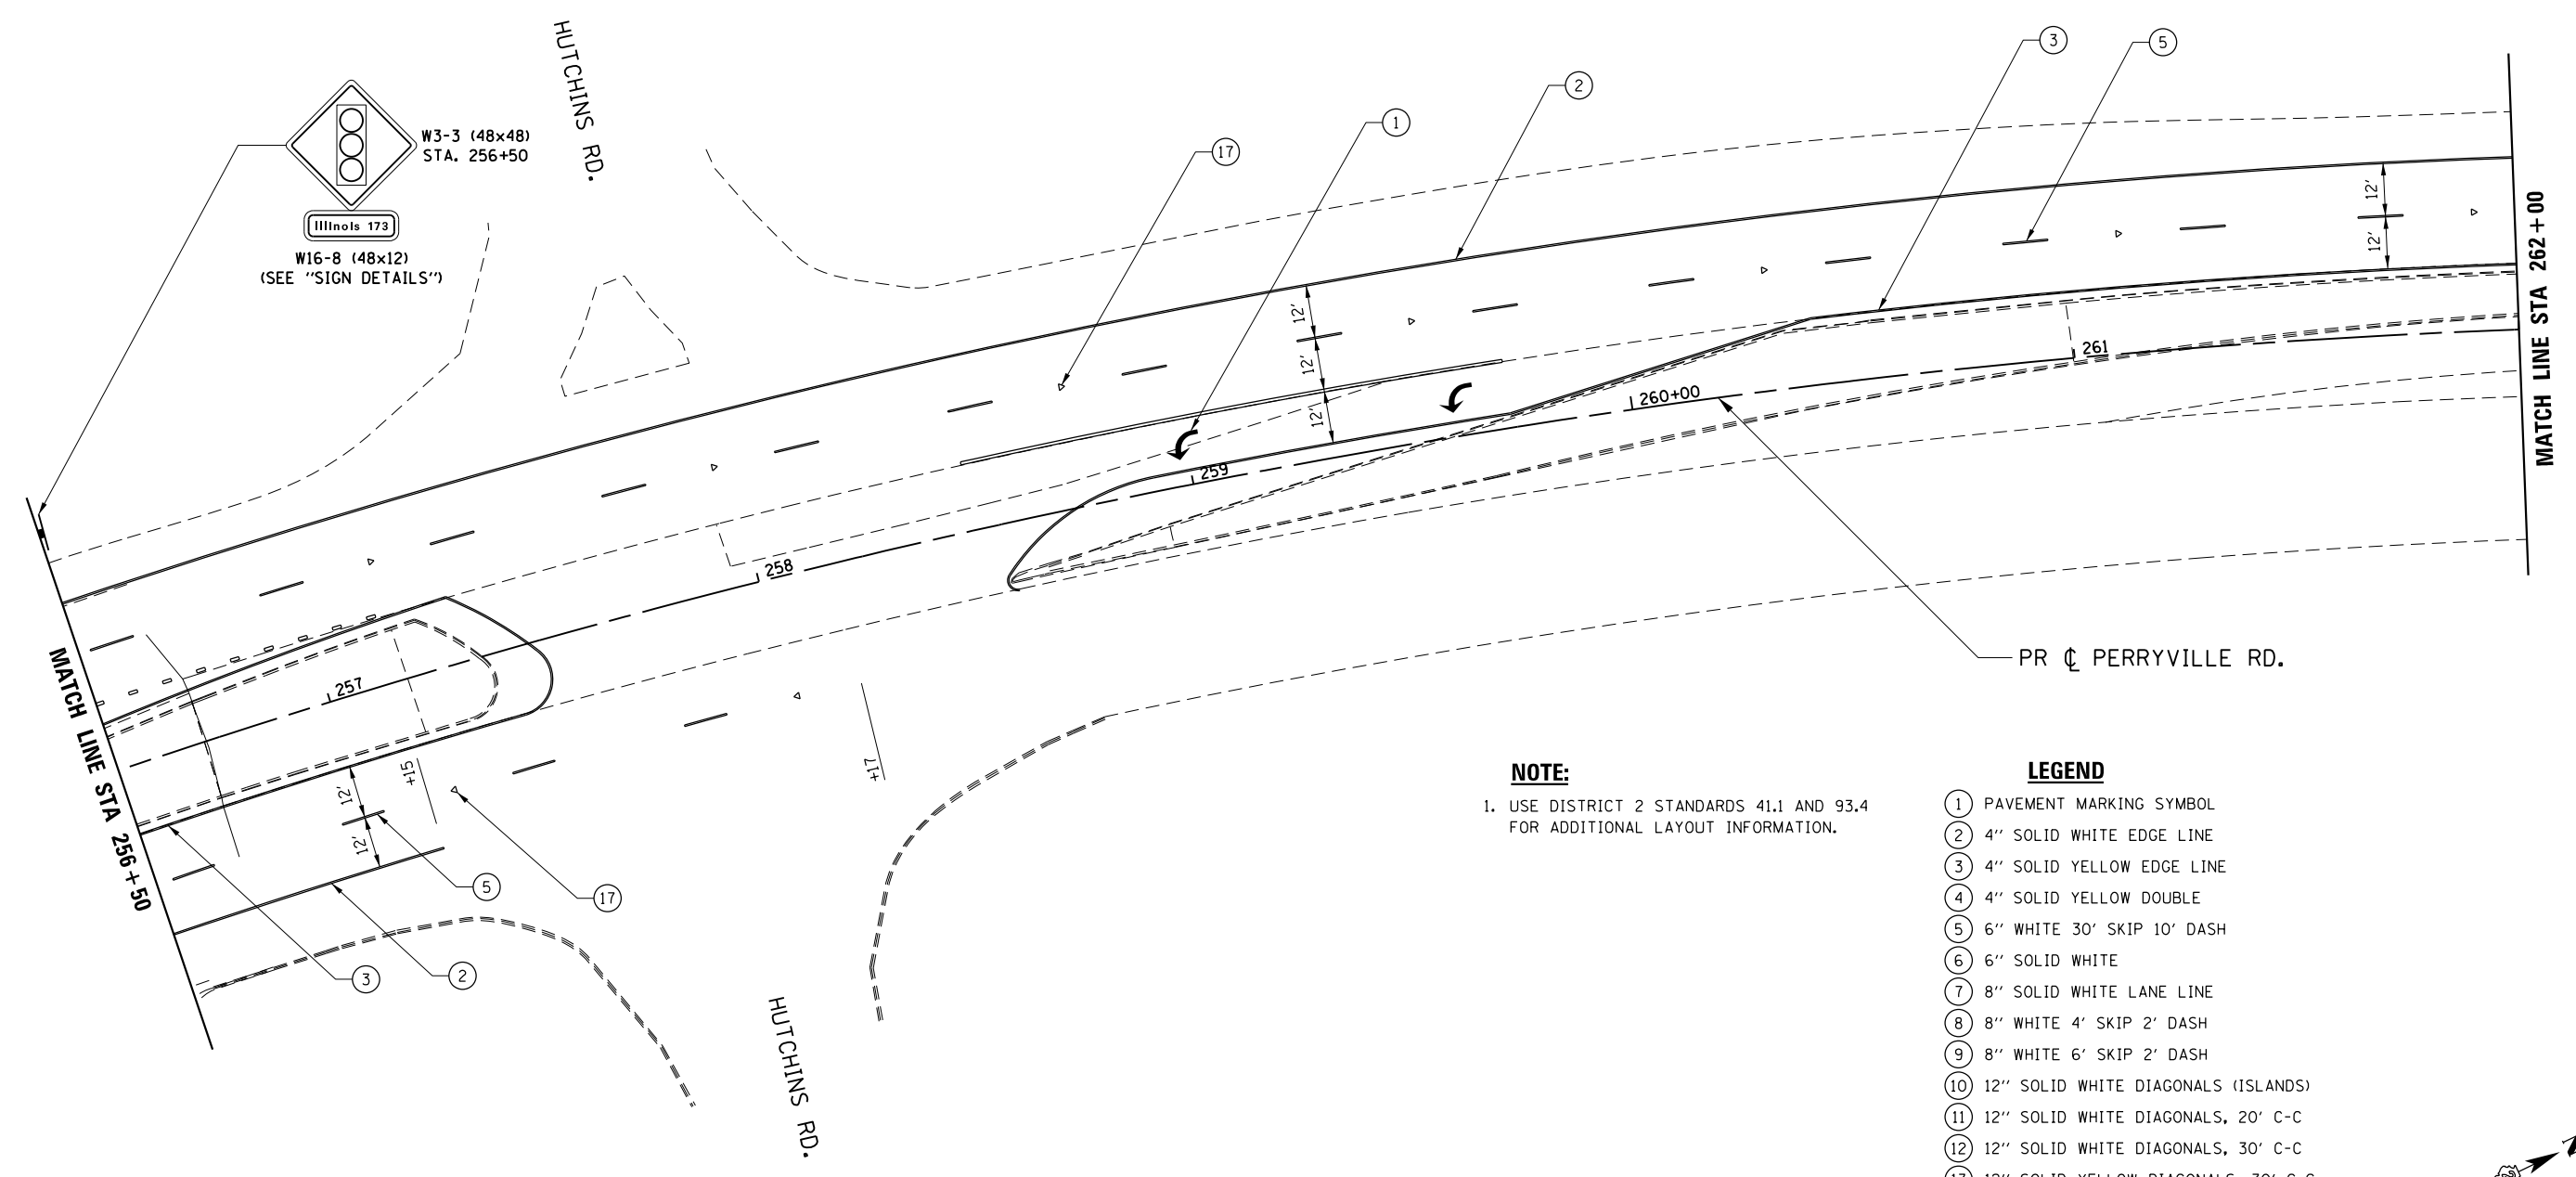 HUTCHINS RD.
W3-3 (48x48)
STA. 256+50
Illinois 173
W16-8 (48x12)
(SEE "SIGN DETAILS")
17
1
2
3
5
12'
12'
12'
12'
12'
MATCH LINE STA 262+00
261
260+00
259
258
257
PR ℄ PERRYVILLE RD.
MATCH LINE STA 256+50
+15
+17
12'
12'
5
17
3
2
HUTCHINS RD.
NOTE:
1. USE DISTRICT 2 STANDARDS 41.1 AND 93.4
FOR ADDITIONAL LAYOUT INFORMATION.
LEGEND
1 PAVEMENT MARKING SYMBOL
2 4" SOLID WHITE EDGE LINE
3 4" SOLID YELLOW EDGE LINE
4 4" SOLID YELLOW DOUBLE
5 6" WHITE 30' SKIP 10' DASH
6 6" SOLID WHITE
7 8" SOLID WHITE LANE LINE
8 8" WHITE 4' SKIP 2' DASH
9 8" WHITE 6' SKIP 2' DASH
10 12" SOLID WHITE DIAGONALS (ISLANDS)
11 12" SOLID WHITE DIAGONALS, 20' C-C
12 12" SOLID WHITE DIAGONALS, 30' C-C